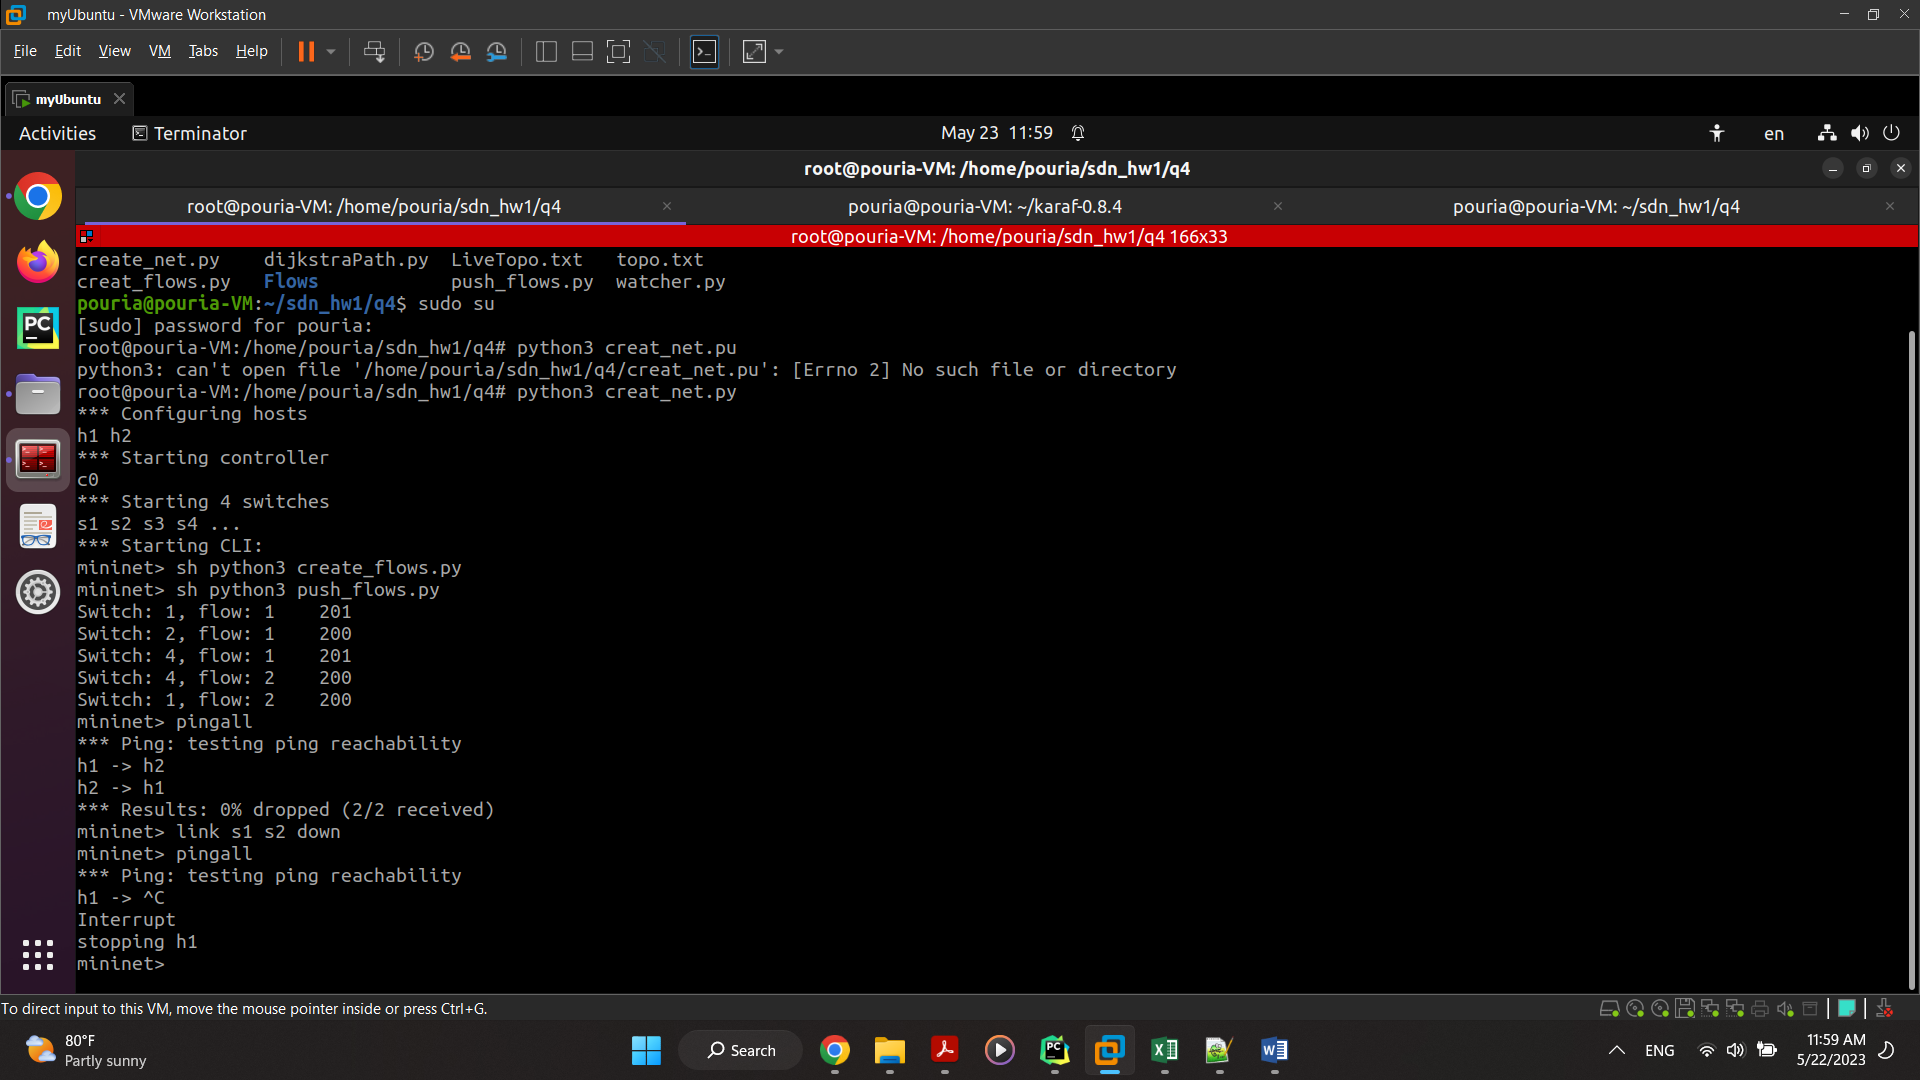 myUbuntu - VMware Workstation
File Edit View VM Tabs Help
myUbuntu
Activities Terminator May 23 11:59 en
root@pouria-VM: /home/pouria/sdn_hw1/q4
root@pouria-VM: /home/pouria/sdn_hw1/q4 pouria@pouria-VM: ~/karaf-0.8.4 pouria@pouria-VM: ~/sdn_hw1/q4
root@pouria-VM: /home/pouria/sdn_hw1/q4 166x33
create_net.py dijkstraPath.py LiveTopo.txt topo.txt
creat_flows.py Flows push_flows.py watcher.py
pouria@pouria-VM:~/sdn_hw1/q4$ sudo su
[sudo] password for pouria:
root@pouria-VM:/home/pouria/sdn_hw1/q4# python3 creat_net.pu
python3: can't open file '/home/pouria/sdn_hw1/q4/creat_net.pu': [Errno 2] No such file or directory
root@pouria-VM:/home/pouria/sdn_hw1/q4# python3 creat_net.py
*** Configuring hosts
h1 h2
*** Starting controller
c0
*** Starting 4 switches
s1 s2 s3 s4 ...
*** Starting CLI:
mininet> sh python3 create_flows.py
mininet> sh python3 push_flows.py
Switch: 1, flow: 1 201
Switch: 2, flow: 1 200
Switch: 4, flow: 1 201
Switch: 4, flow: 2 200
Switch: 1, flow: 2 200
mininet> pingall
*** Ping: testing ping reachability
h1 -> h2
h2 -> h1
*** Results: 0% dropped (2/2 received)
mininet> link s1 s2 down
mininet> pingall
*** Ping: testing ping reachability
h1 -> ^C
Interrupt
stopping h1
mininet>
To direct input to this VM, move the mouse pointer inside or press Ctrl+G.
80°F
Partly sunny
Search
ENG
11:59 AM
5/22/2023